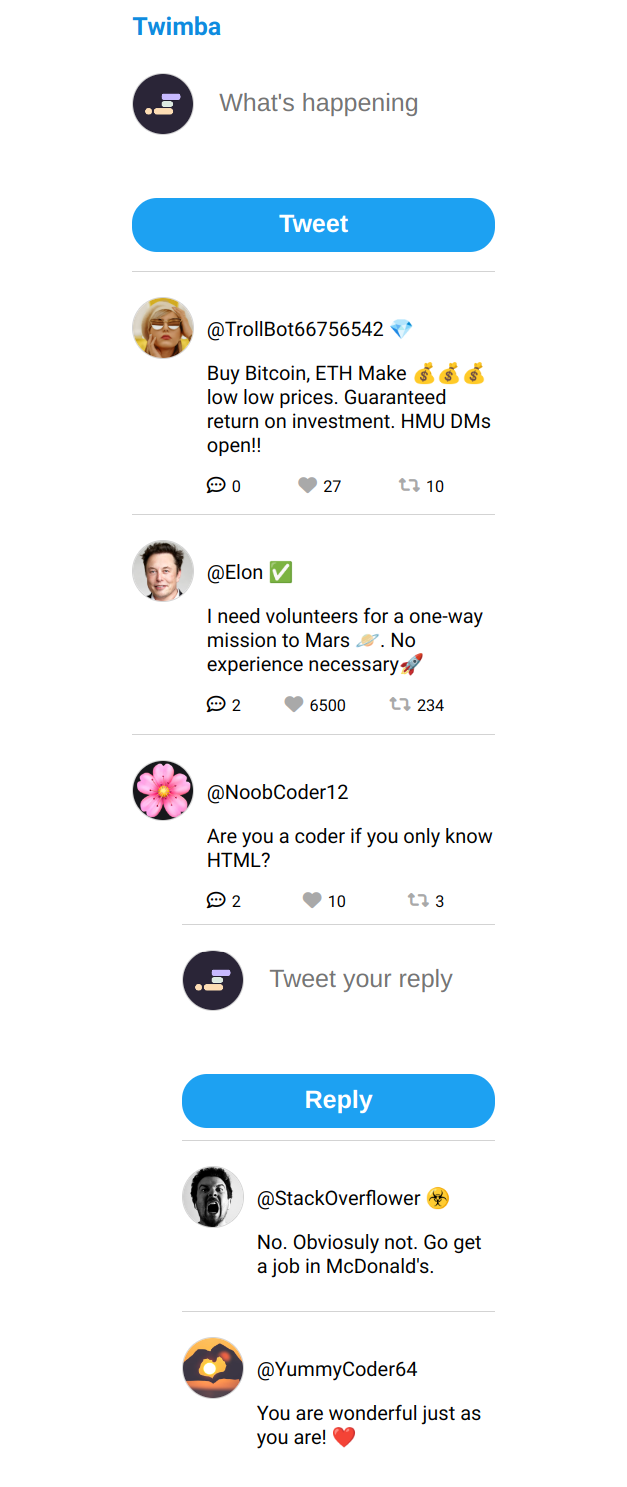 Twimba
What's happening
Tweet
@TrollBot66756542 💎
Buy Bitcoin, ETH Make 💰💰💰
low low prices. Guaranteed
return on investment. HMU DMs
open!!
0 27 10
@Elon ✅
I need volunteers for a one-way
mission to Mars 🪐. No
experience necessary🚀
2 6500 234
@NoobCoder12
Are you a coder if you only know
HTML?
2 10 3
Tweet your reply
Reply
@StackOverflower ☣️
No. Obviosuly not. Go get
a job in McDonald's.
@YummyCoder64
You are wonderful just as
you are! ❤️